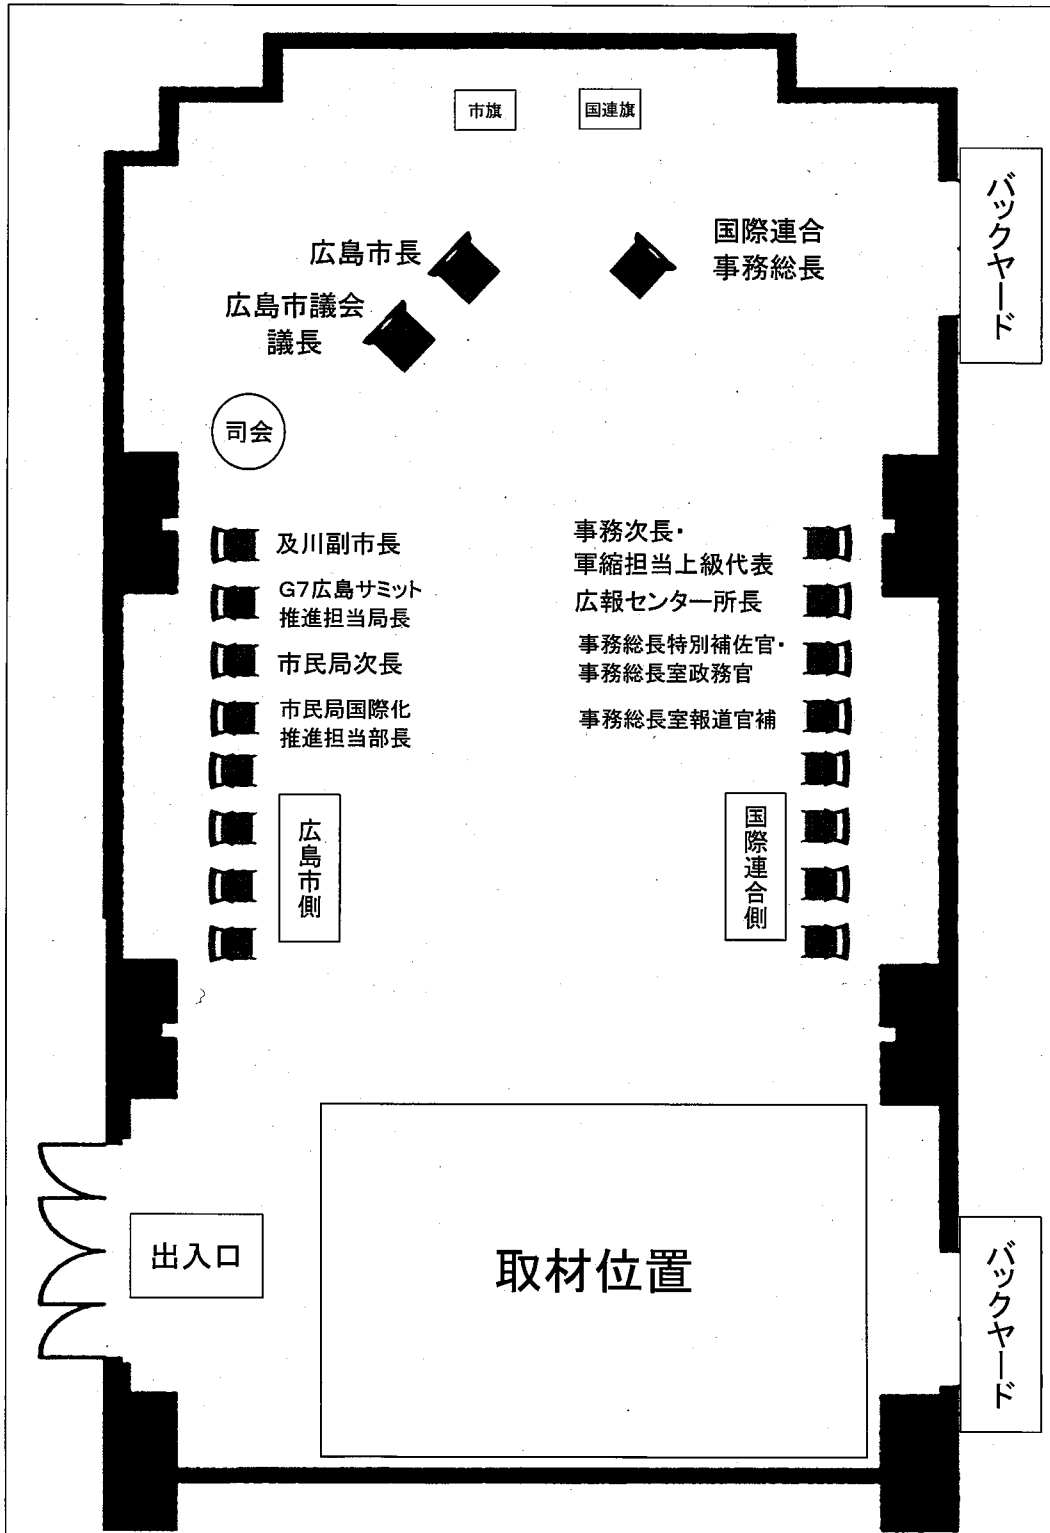 市旗
国連旗
バックヤード
広島市長
国際連合
事務総長
広島市議会
議長
司会
及川副市長
G7広島サミット
推進担当局長
市民局次長
市民局国際化
推進担当部長
事務次長・
軍縮担当上級代表
広報センター所長
事務総長特別補佐官・
事務総長室政務官
事務総長室報道官補
広島市側
国際連合側
出入口
取材位置
バックヤード